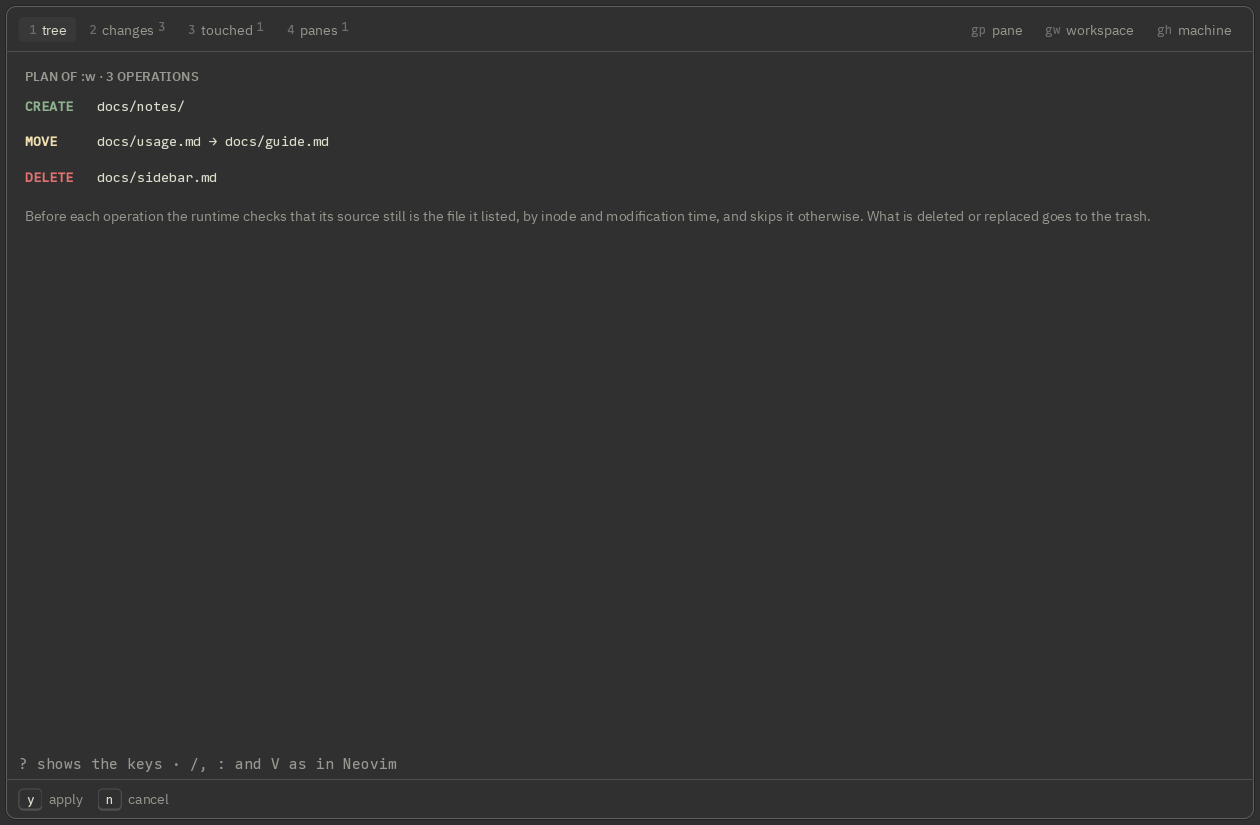 1 tree 2 changes 3 3 touched 1 4 panes 1 gp pane gw workspace gh machine
PLAN OF :w · 3 OPERATIONS
CREATE docs/notes/
MOVE docs/usage.md → docs/guide.md
DELETE docs/sidebar.md
Before each operation the runtime checks that its source still is the file it listed, by inode and modification time, and skips it otherwise. What is deleted or replaced goes to the trash.
? shows the keys · /, : and V as in Neovim
y apply n cancel